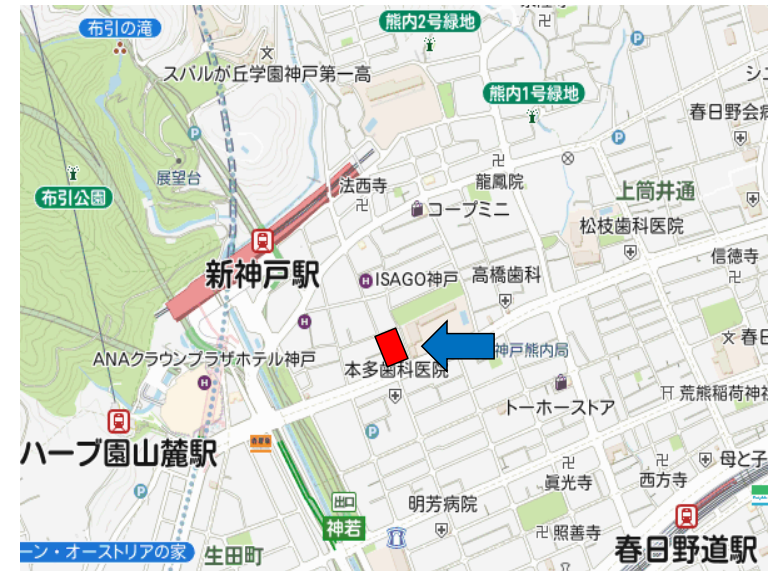 布引の滝
熊内2号緑地
スバルが丘学園神戸第一高
熊内1号緑地
春日野会病
展望台
法西寺
龍鳳院
布引公園
コープミニ
上筒井通
松枝歯科医院
新神戸駅
ISAGO神戸
高橋歯科
信徳寺
神戸熊内局
春日
ANAクラウンプラザホテル神戸
本多歯科医院
トーホーストア
荒熊稲荷神社
ハーブ園山麓駅
眞光寺
西方寺
母と子
出口
神若
明芳病院
照善寺
ーン・オーストリアの家
生田町
春日野道駅